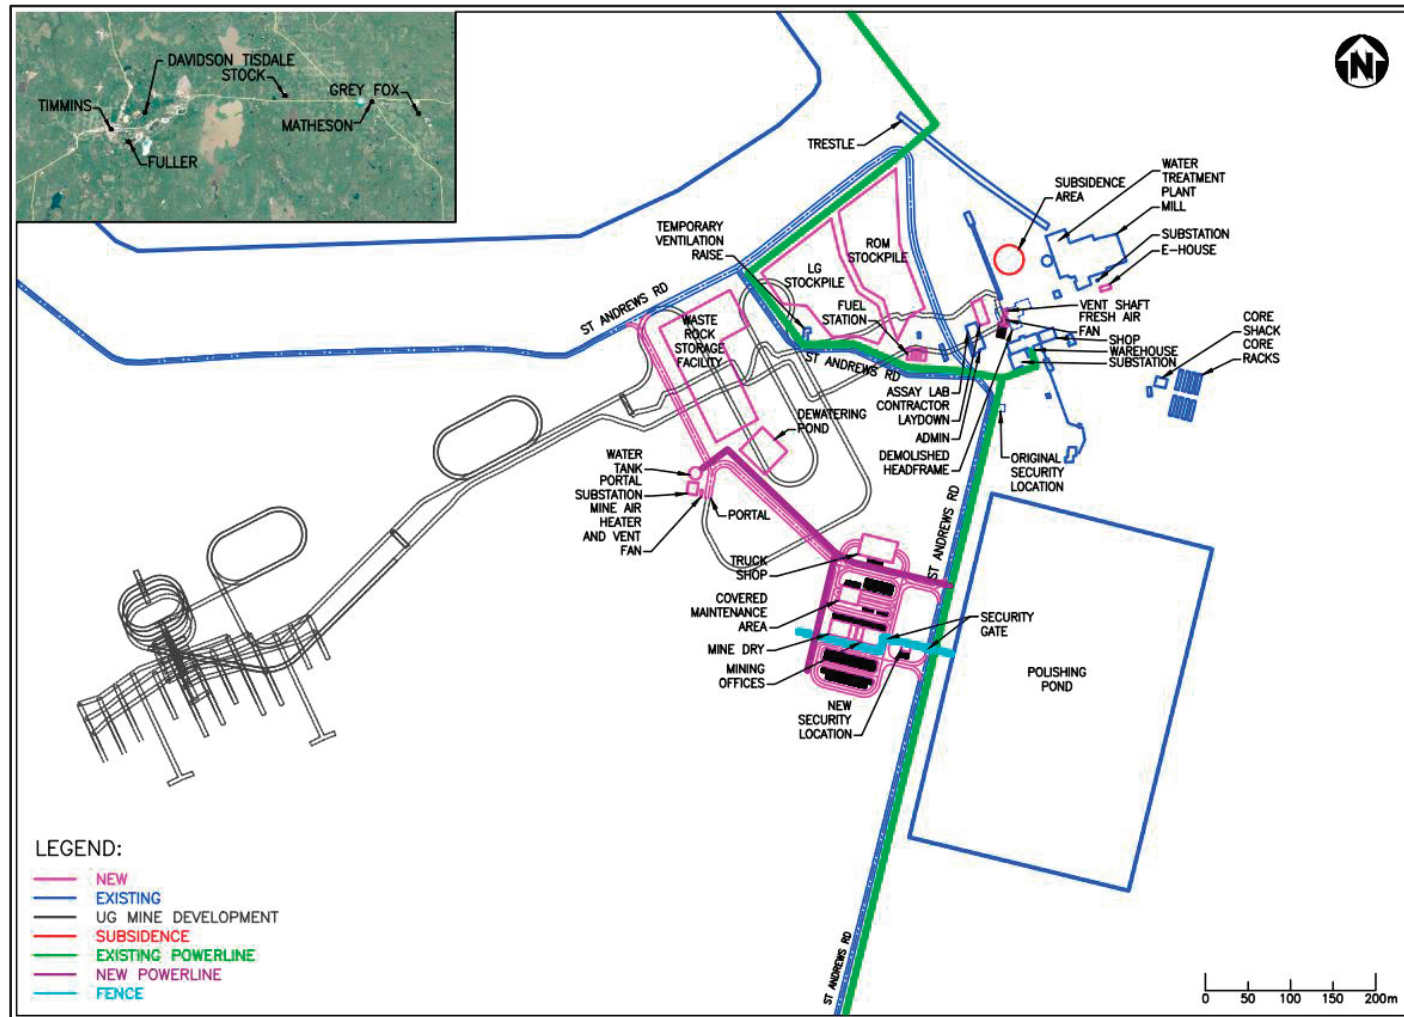 DAVIDSON TISDALE
STOCK
GREY FOX
TIMMINS
MATHESON
FULLER
N
TRESTLE
SUBSIDENCE
AREA
WATER
TREATMENT
PLANT
MILL
SUBSTATION
E-HOUSE
TEMPORARY
VENTILATION
RAISE
ROM
STOCKPILE
LG
STOCKPILE
FUEL
STATION
ST ANDREWS RD
WASTE
ROCK
STORAGE
FACILITY
ST ANDREWS RD
VENT SHAFT
FRESH AIR
FAN
SHOP
WAREHOUSE
SUBSTATION
CORE
SHACK
CORE
RACKS
ASSAY LAB
CONTRACTOR
LAYDOWN
ADMIN
DEMOLISHED
HEADFRAME
ORIGINAL
SECURITY
LOCATION
DEWATERING
POND
WATER
TANK
PORTAL
SUBSTATION
MINE AIR
HEATER
AND VENT
FAN
PORTAL
ST ANDREWS RD
TRUCK
SHOP
COVERED
MAINTENANCE
AREA
MINE DRY
MINING
OFFICES
NEW
SECURITY
LOCATION
SECURITY
GATE
POLISHING
POND
ST ANDREWS RD
LEGEND:
NEW
EXISTING
UG MINE DEVELOPMENT
SUBSIDENCE
EXISTING POWERLINE
NEW POWERLINE
FENCE
0 50 100 150 200m